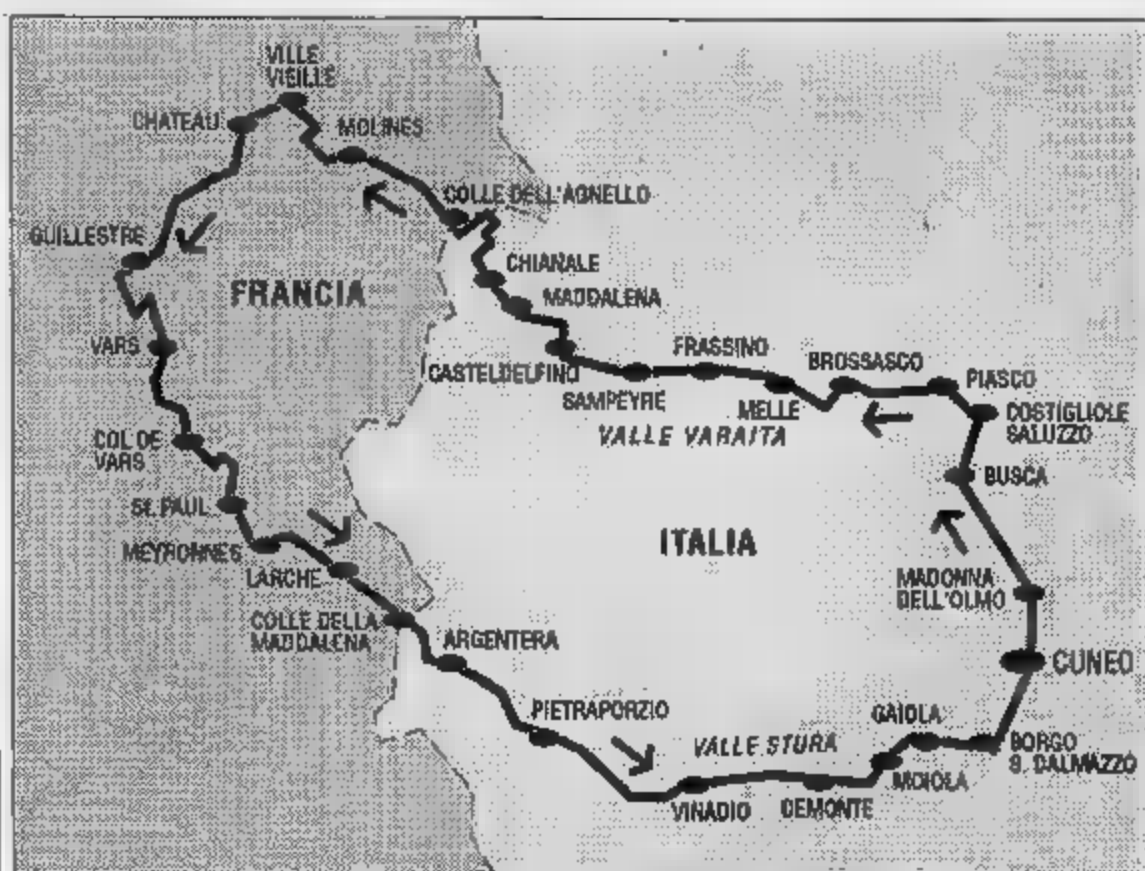 VILLE
VIEILLE
CHATEAU
MOLINES
COLLE DELL'AGNELLO
GUILLESTRE
CHIANALE
FRANCIA
MADDALENA
VARS
FRASSINO
CASTELDELFINO
BROSSASCO
PIASCO
SAMPEYRE
MELLE
COSTIGLIOLE
SALUZZO
VALLE VARAITA
COL DE
VARS
BUSCA
St. PAUL
ITALIA
MEYRONNES
LARCHE
MADONNA
DELL'OLMO
COLLE DELLA
MADDALENA
ARGENTERA
CUNEO
PIETRAPORZIO
GAIOLA
VALLE STURA
BORGO
S. DALMAZZO
MOIOLA
VINADIO
DEMONTE